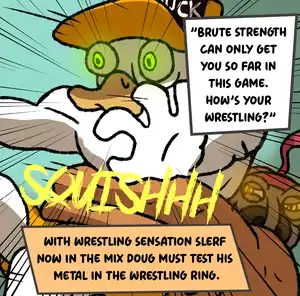 UCK
"BRUTE STRENGTH
CAN ONLY GET
YOU SO FAR IN
THIS GAME.
HOW'S YOUR
WRESTLING?"
SQUISHHH
WITH WRESTLING SENSATION SLERF
NOW IN THE MIX DOUG MUST TEST HIS
METAL IN THE WRESTLING RING.